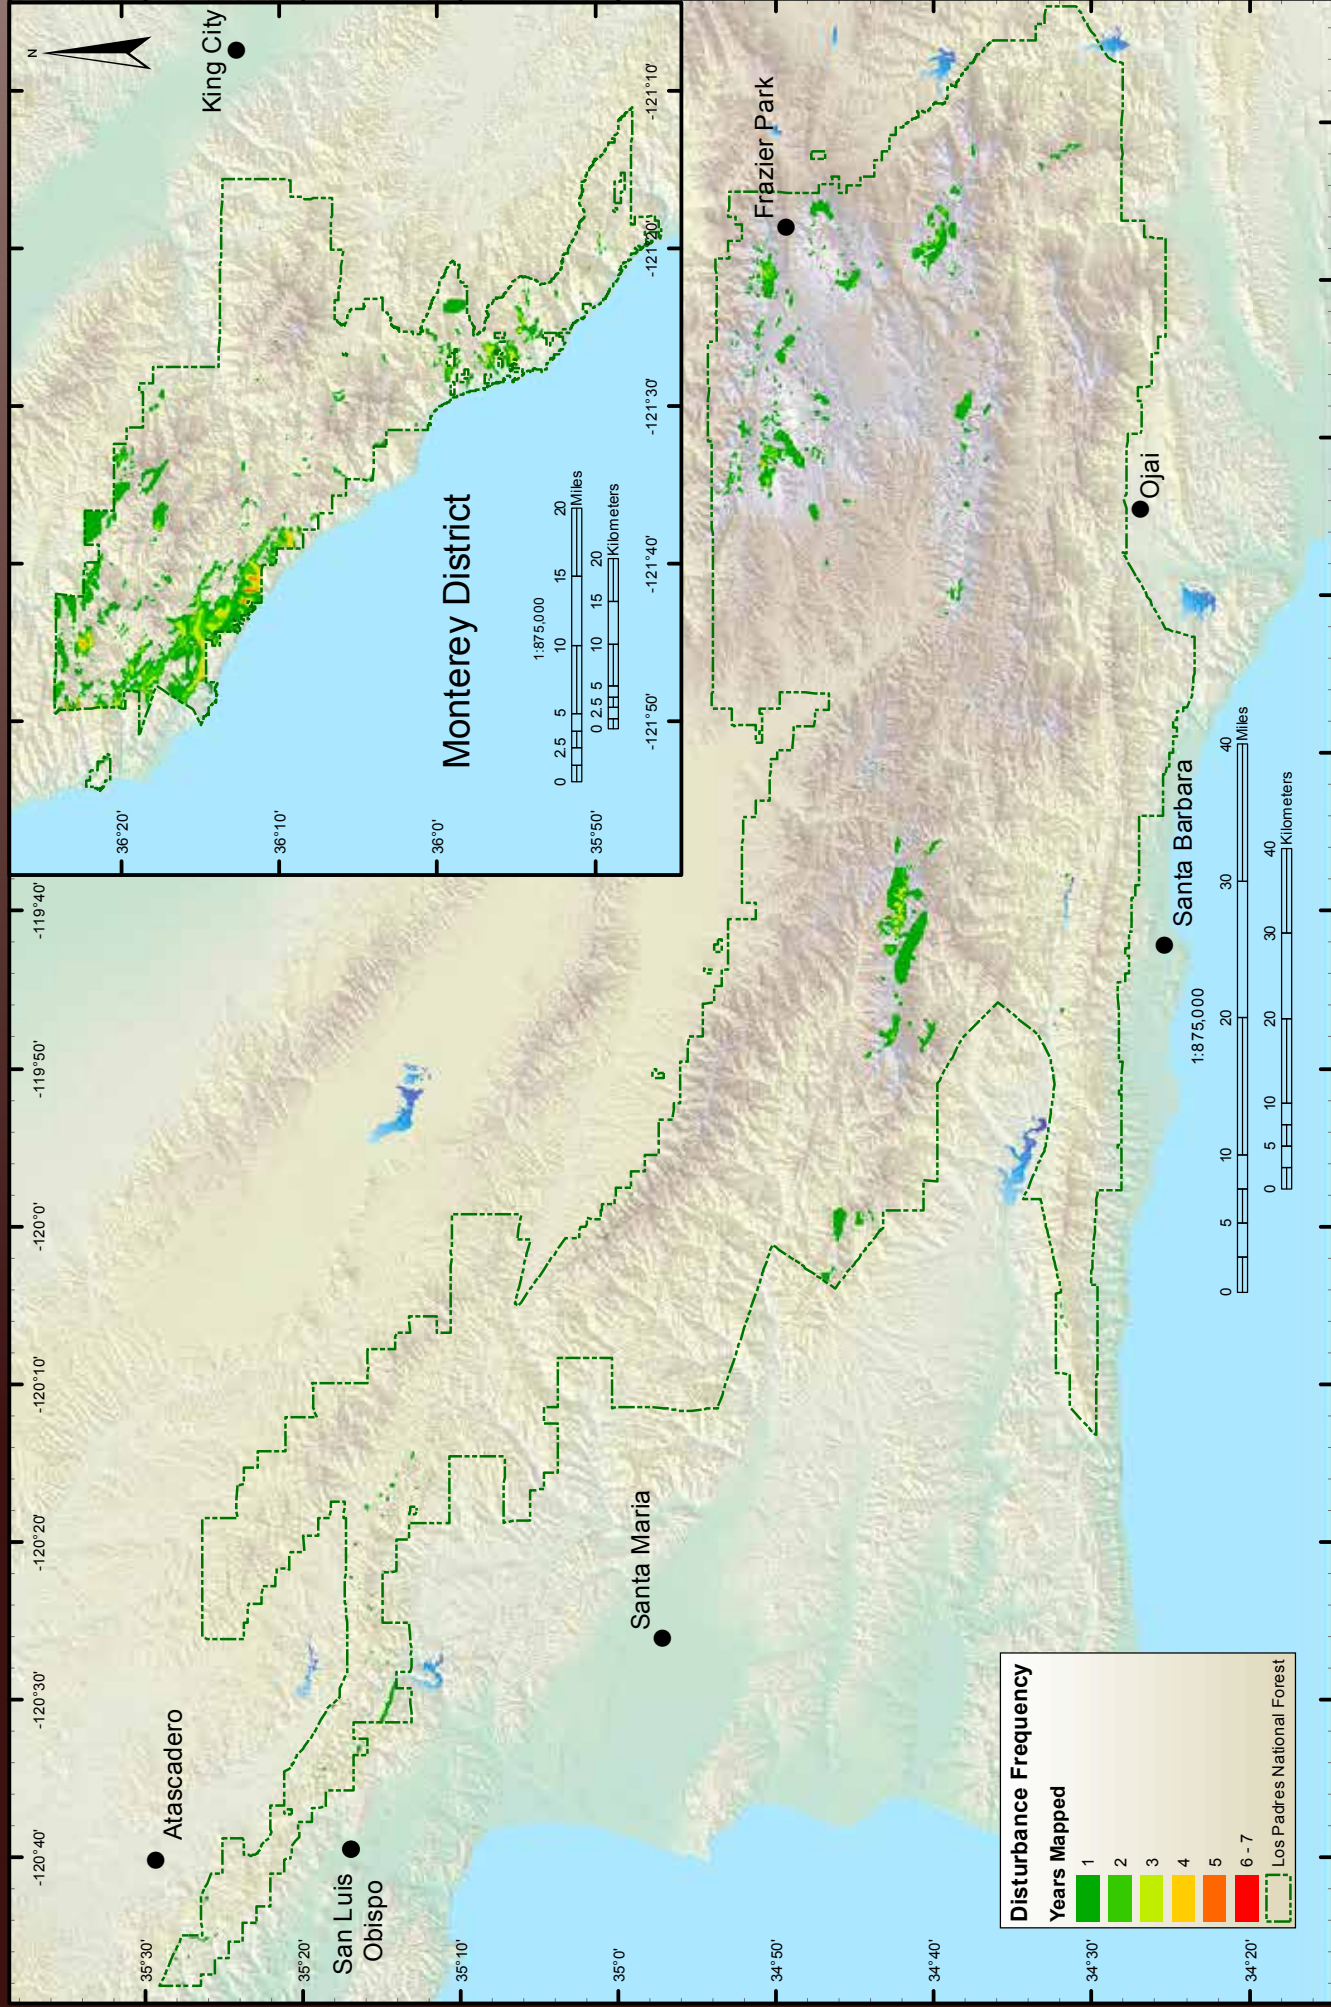 -119°40'
-119°50'
-120°0'
-120°10'
-120°20'
-120°30'
-120°40'
35°30'
35°20'
35°10'
35°0'
34°50'
34°40'
34°30'
34°20'
Atascadero
San Luis
Obispo
Santa Maria
Santa Barbara
Ojai
Frazier Park
1:875,000
0 5 10 20 30 40
Miles
0 5 10 20 30 40
Kilometers
N
King City
Monterey District
1:875,000
0 2.5 5 10 15 20
Miles
0 2.5 5 10 15 20
Kilometers
36°20'
36°10'
36°0'
35°50'
-121°50'
-121°40'
-121°30'
-121°20'
-121°10'
Disturbance Frequency
Years Mapped
1
2
3
4
5
6 - 7
Los Padres National Forest